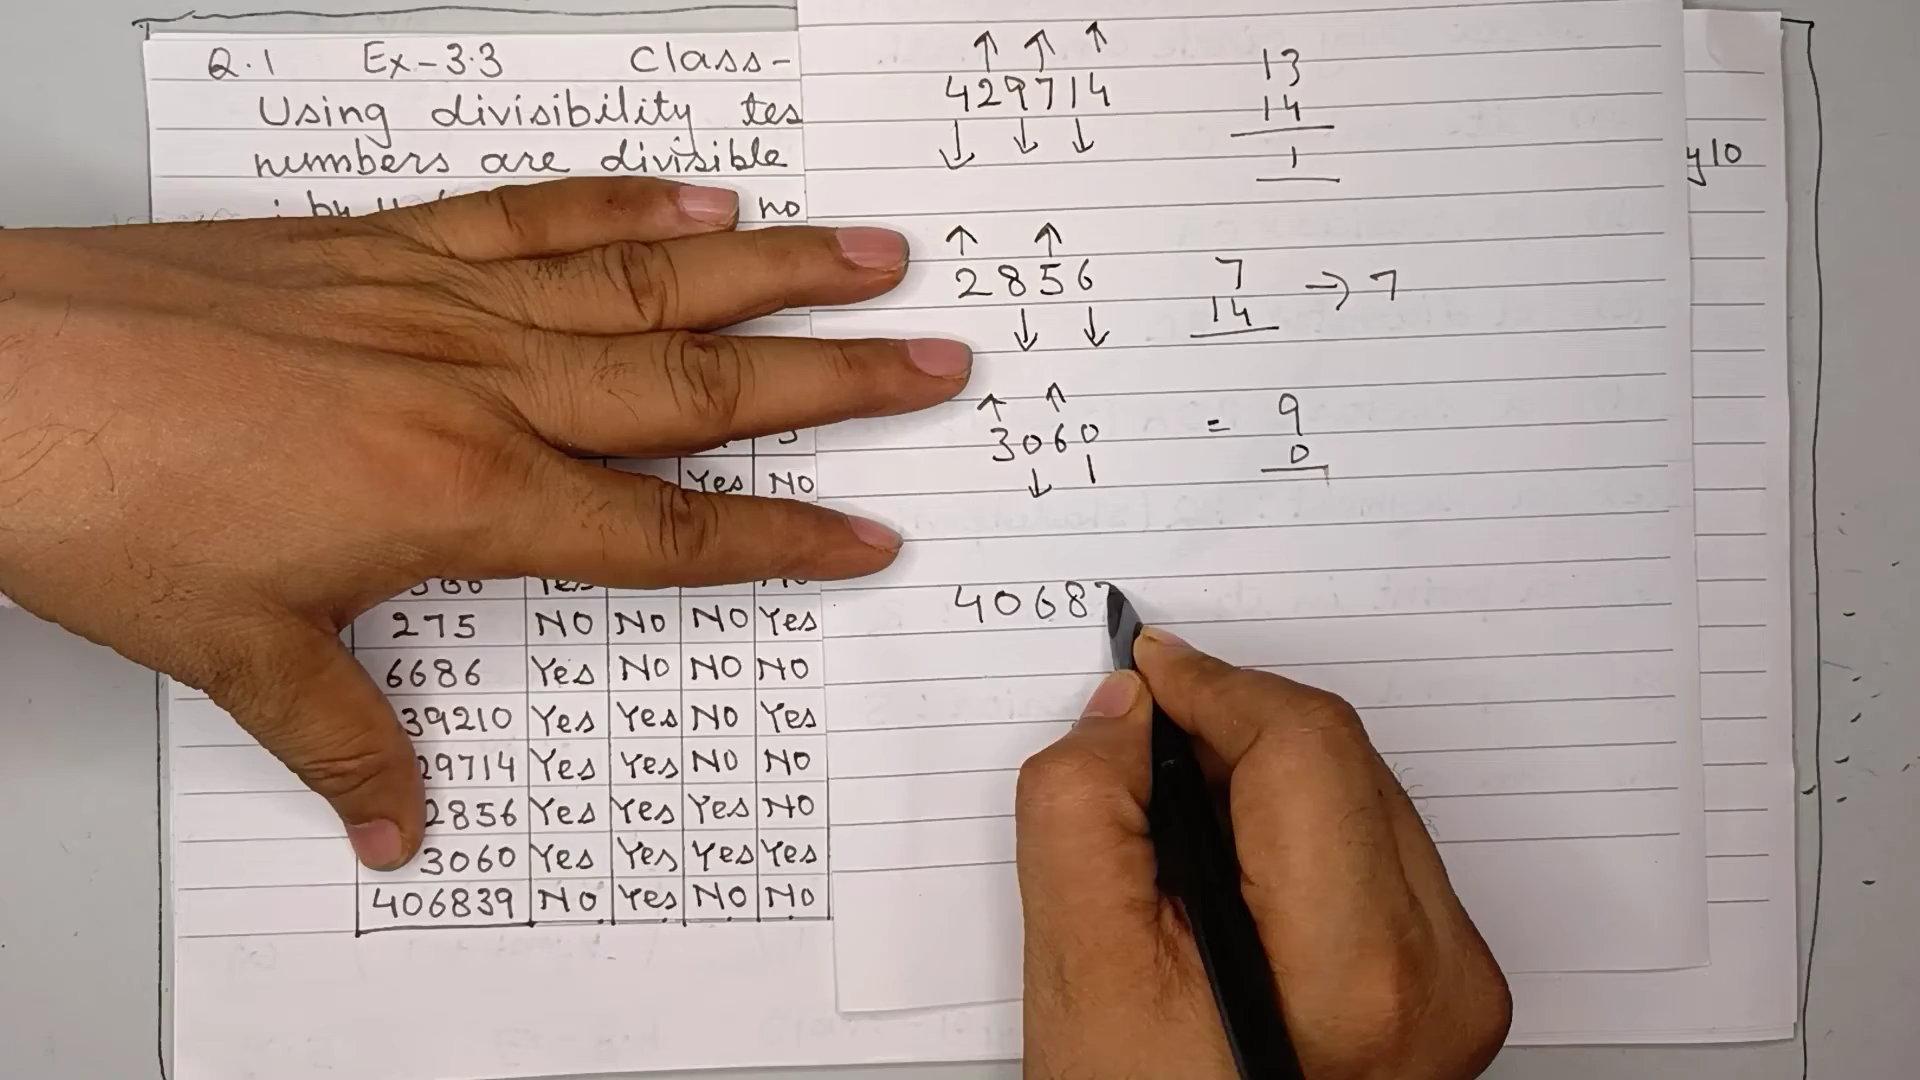 Q.1 Ex-3.3 Class-
Using divisibility tes
numbers are divisible
by no
Yes NO
275 NO NO NO Yes
6686 Yes NO NO NO
39210 Yes Yes NO Yes
29714 Yes Yes NO NO
2856 Yes Yes Yes NO
3060 Yes Yes Yes Yes
406839 NO Yes NO NO
↑ ↑ ↑
429714 13
↓ ↓ ↓ 14
1
↑ ↑
2856 7 → 7
↓ ↓ 14
↑ ↑
3060 = 9
↓ 0
4068
y10